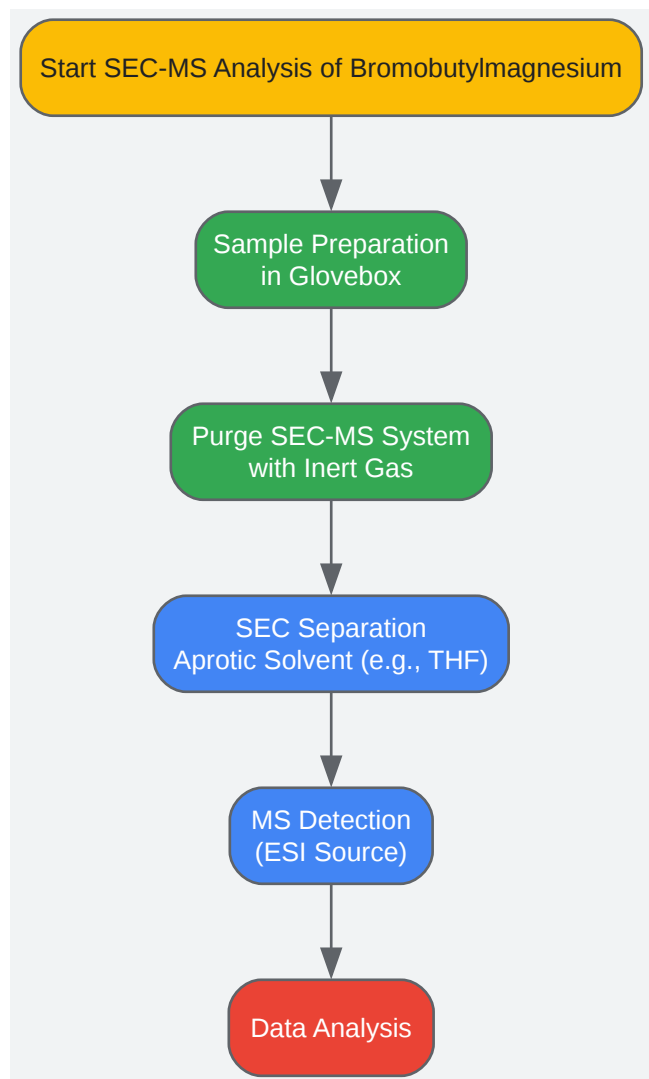 Start SEC-MS Analysis of Bromobutylmagnesium
Sample Preparation
in Glovebox
Purge SEC-MS System
with Inert Gas
SEC Separation
Aprotic Solvent (e.g., THF)
MS Detection
(ESI Source)
Data Analysis